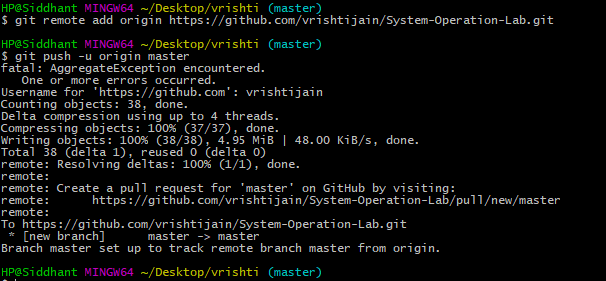 HP@Siddhant MINGW64 ~/Desktop/vrishti (master)
$ git remote add origin https://github.com/vrishtijain/System-Operation-Lab.git
HP@Siddhant MINGW64 ~/Desktop/vrishti (master)
$ git push -u origin master
fatal: AggregateException encountered.
   One or more errors occurred.
Username for 'https://github.com': vrishtijain
Counting objects: 38, done.
Delta compression using up to 4 threads.
Compressing objects: 100% (37/37), done.
Writing objects: 100% (38/38), 4.95 MiB | 48.00 KiB/s, done.
Total 38 (delta 1), reused 0 (delta 0)
remote: Resolving deltas: 100% (1/1), done.
remote:
remote: Create a pull request for 'master' on GitHub by visiting:
remote:      https://github.com/vrishtijain/System-Operation-Lab/pull/new/master
remote:
To https://github.com/vrishtijain/System-Operation-Lab.git
 * [new branch]      master -> master
Branch master set up to track remote branch master from origin.
HP@Siddhant MINGW64 ~/Desktop/vrishti (master)